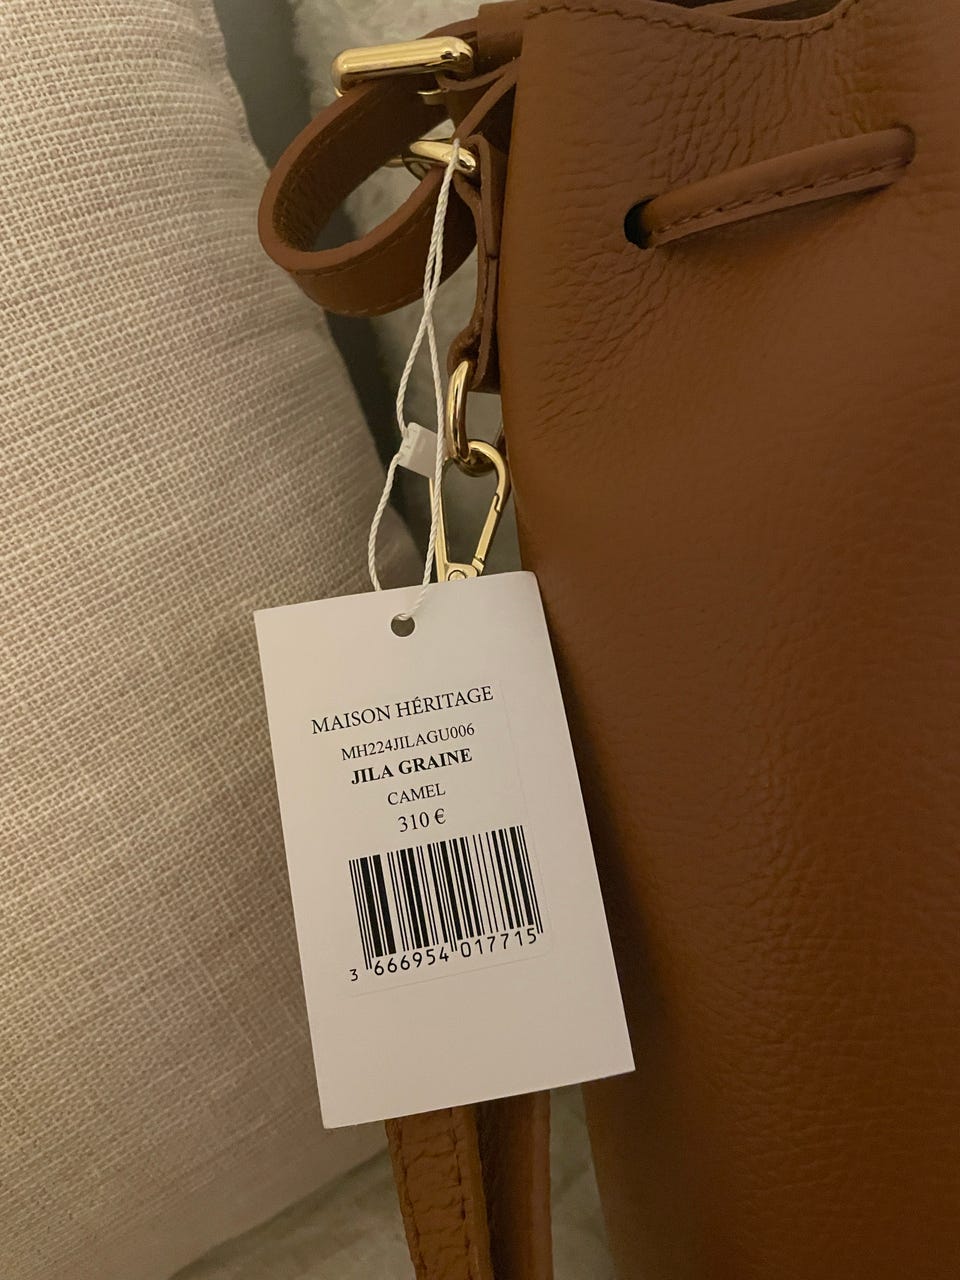 MAISON HÉRITAGE
MH224JILAGU006
JILA GRAINE
CAMEL
310 €
3 666954 017715